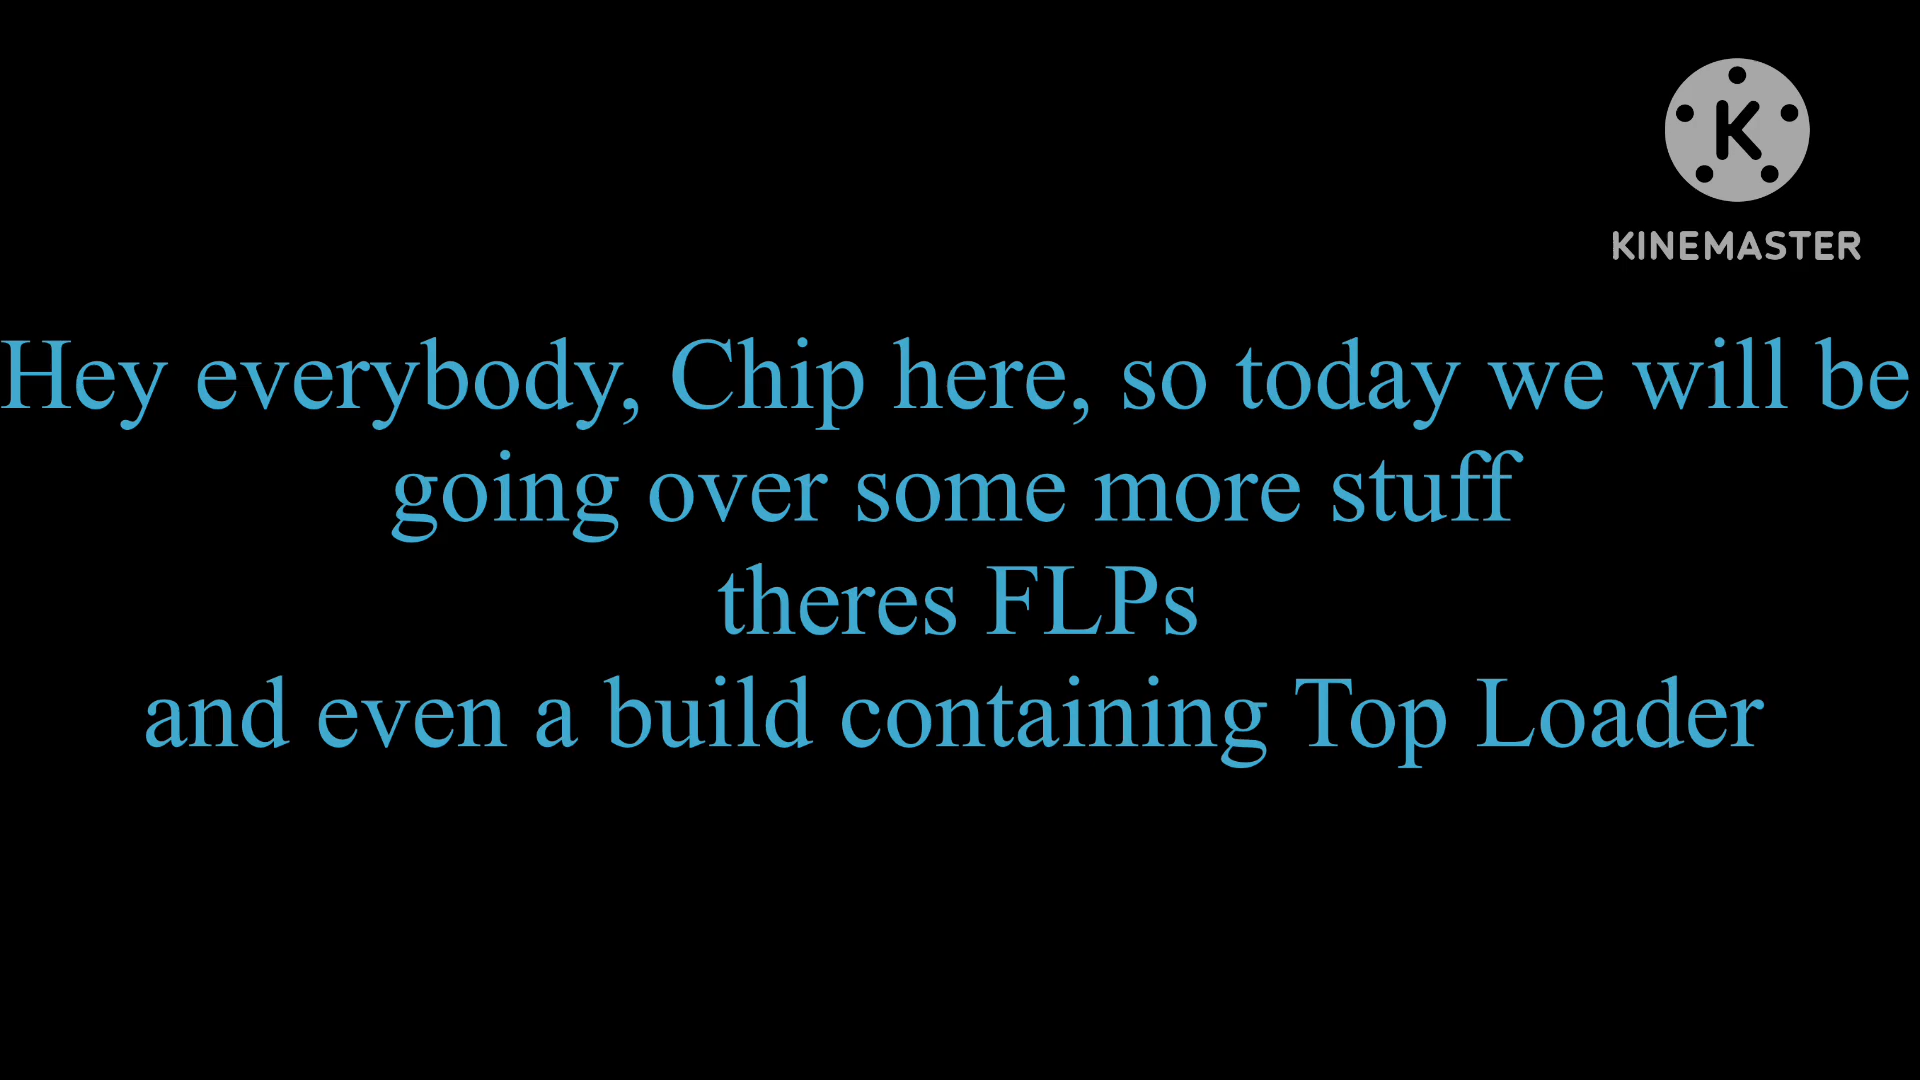 K
KINEMASTER
Hey everybody, Chip here, so today we will be
going over some more stuff
theres FLPs
and even a build containing Top Loader